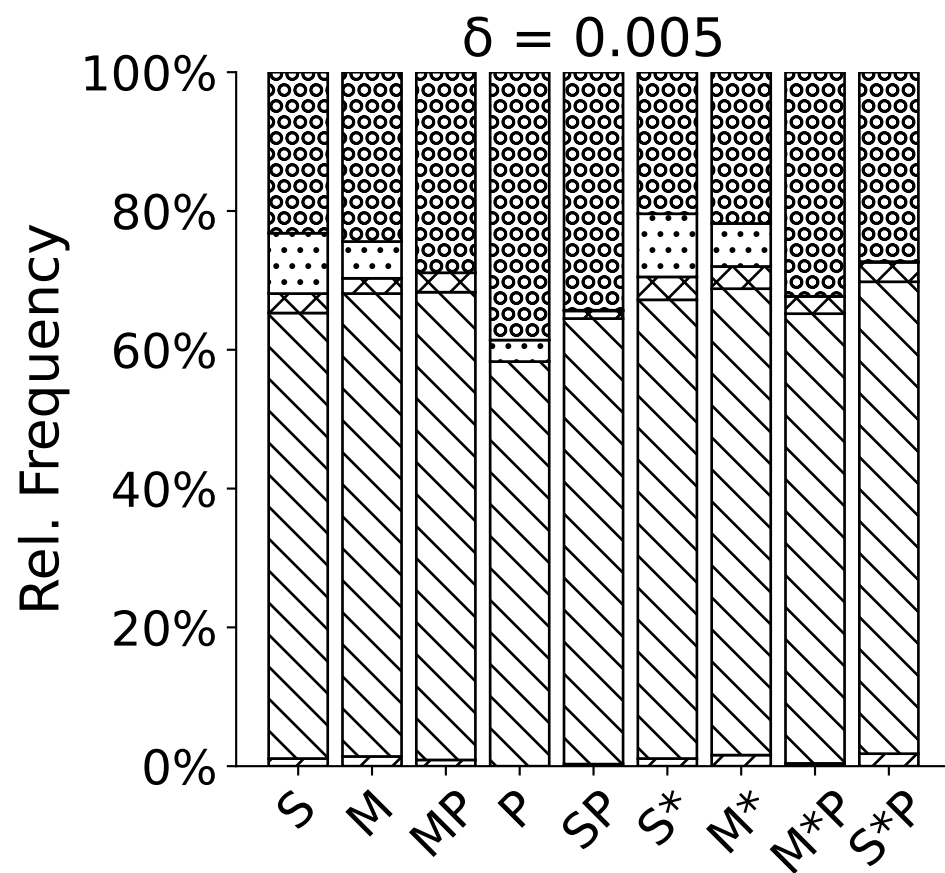 δ = 0.005
100%
80%
60%
40%
20%
0%
Rel. Frequency
S
M
MP
P
SP
S*
M*
M*P
S*P